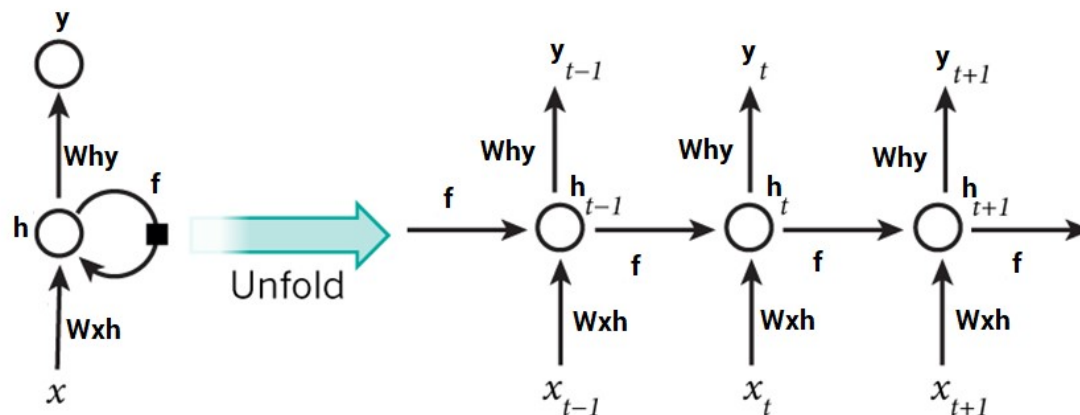 y
Why
f
h
Wxh
x
Unfold
y t−1
y t
y t+1
Why
Why
Why
f
h t−1
h t
h t+1
f
f
f
Wxh
Wxh
Wxh
x t−1
x t
x t+1